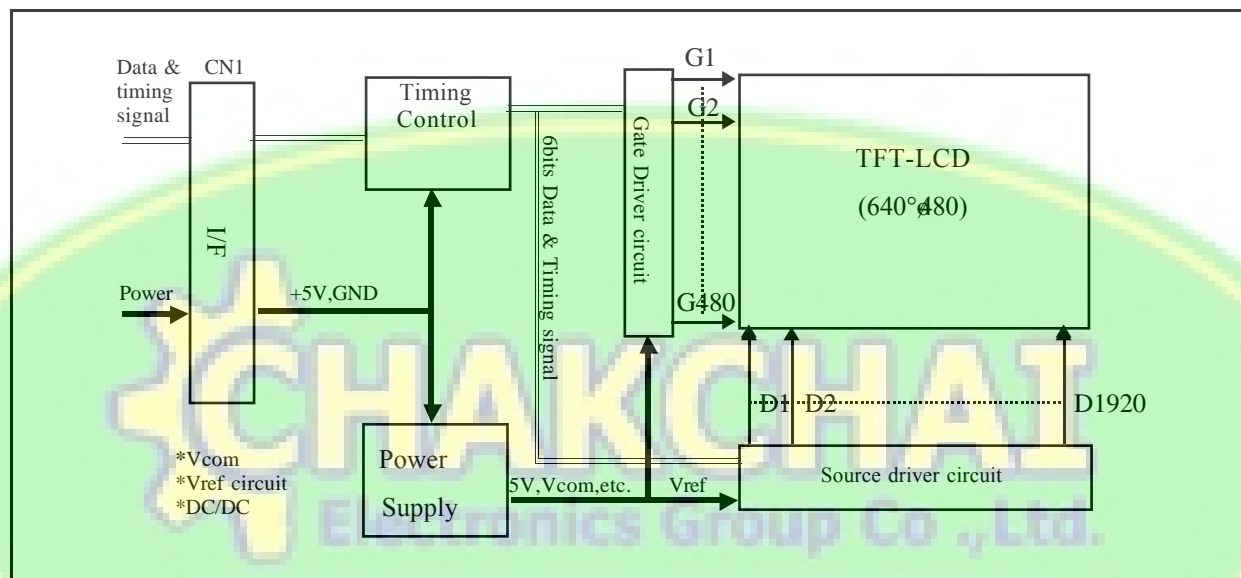 Data &
timing
signal
CN1
I/F
Power
+5V,GND
Timing
Control
6bits Data & Timing signal
Gate Driver circuit
G1
G2
G480
TFT-LCD
(640°¢480)
D1
D2
D1920
*Vcom
*Vref circuit
*DC/DC
Power
Supply
5V,Vcom,etc.
Vref
Source driver circuit
CHAKCHAI
Electronics Group Co .,Ltd.